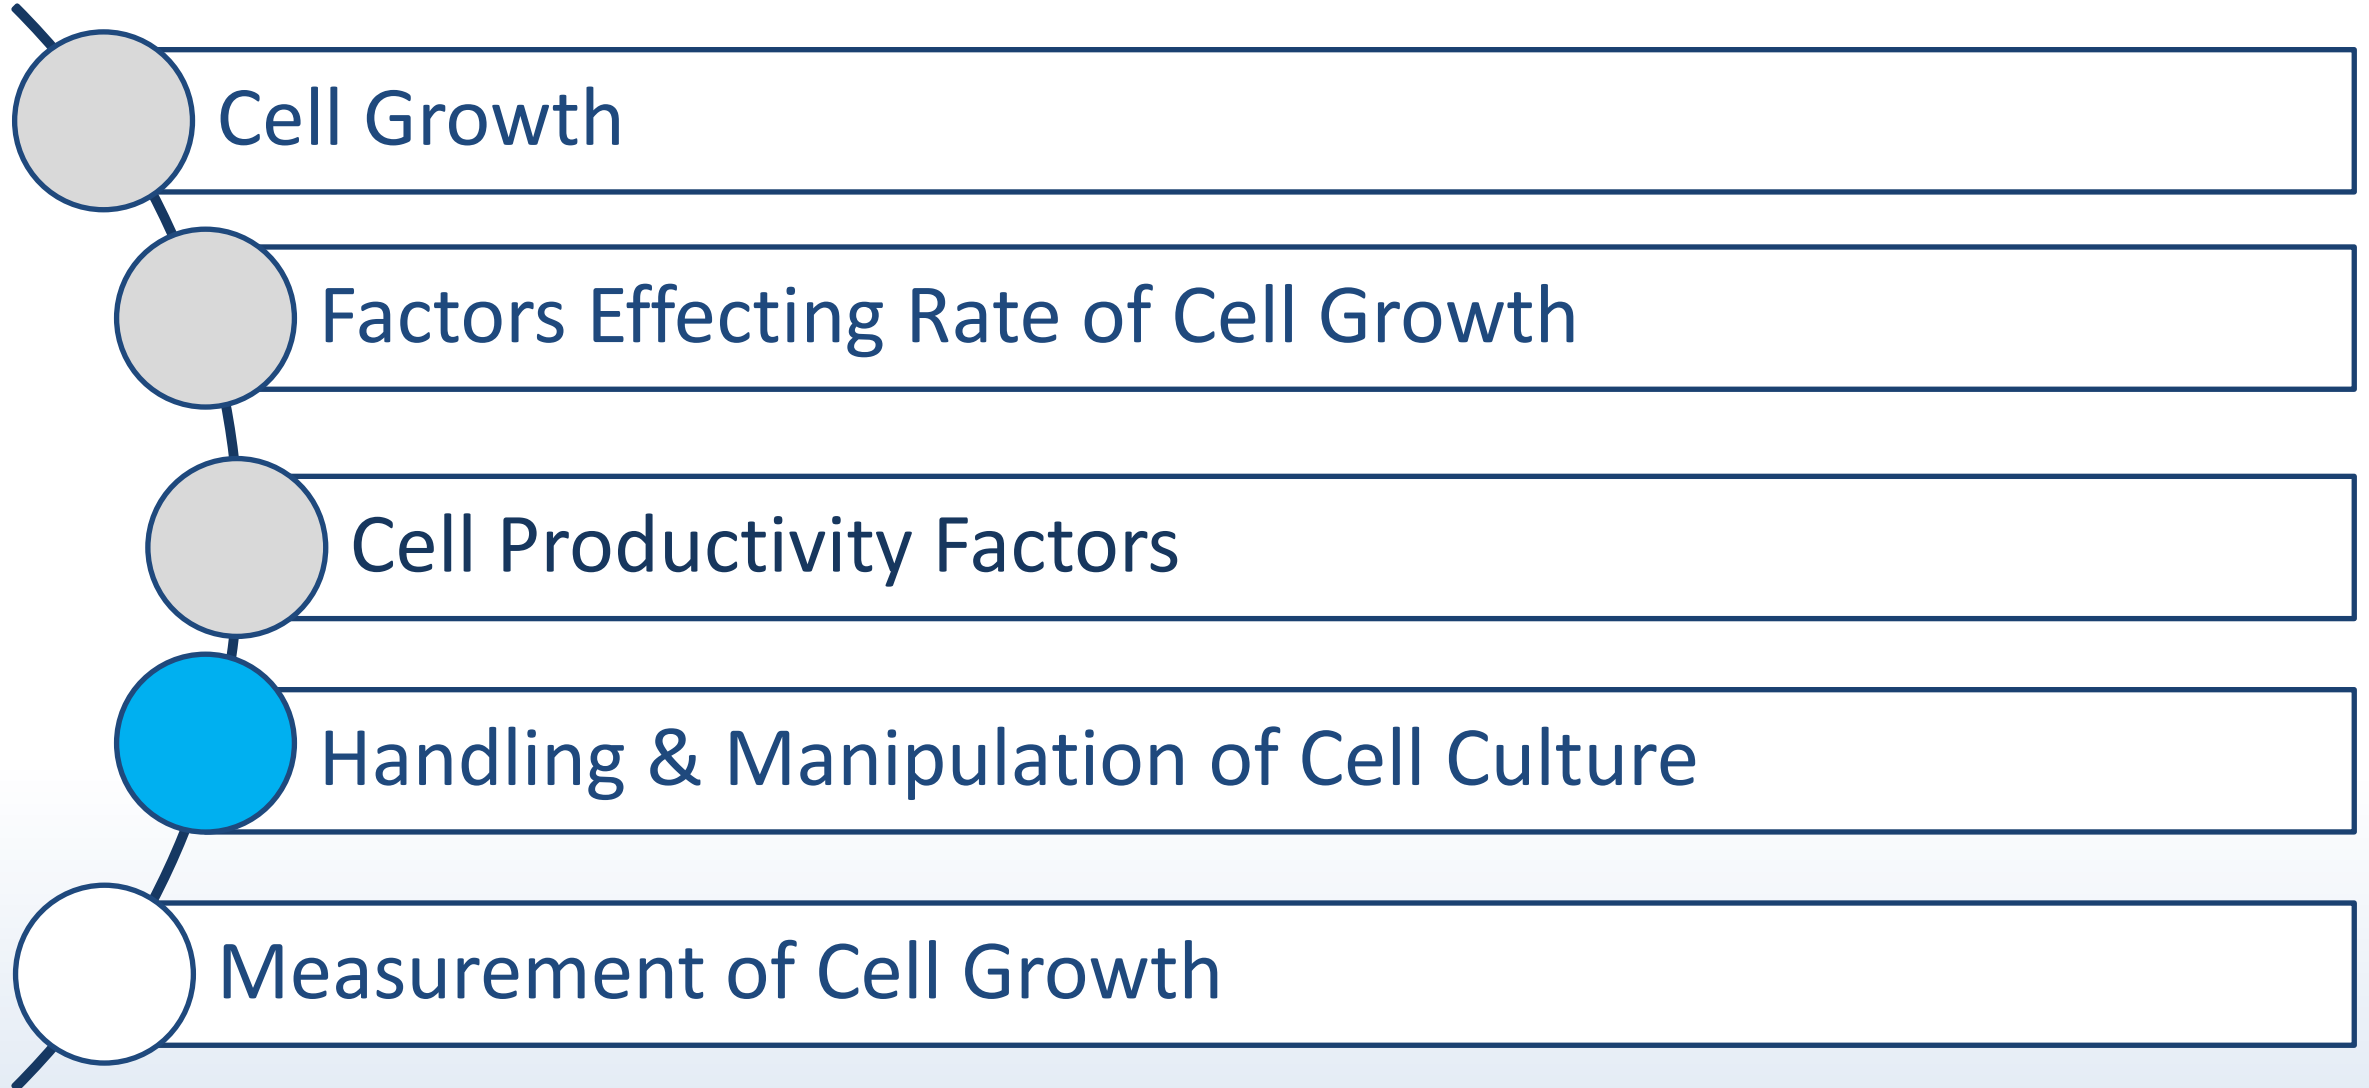 Cell Growth
Factors Effecting Rate of Cell Growth
Cell Productivity Factors
Handling & Manipulation of Cell Culture
Measurement of Cell Growth